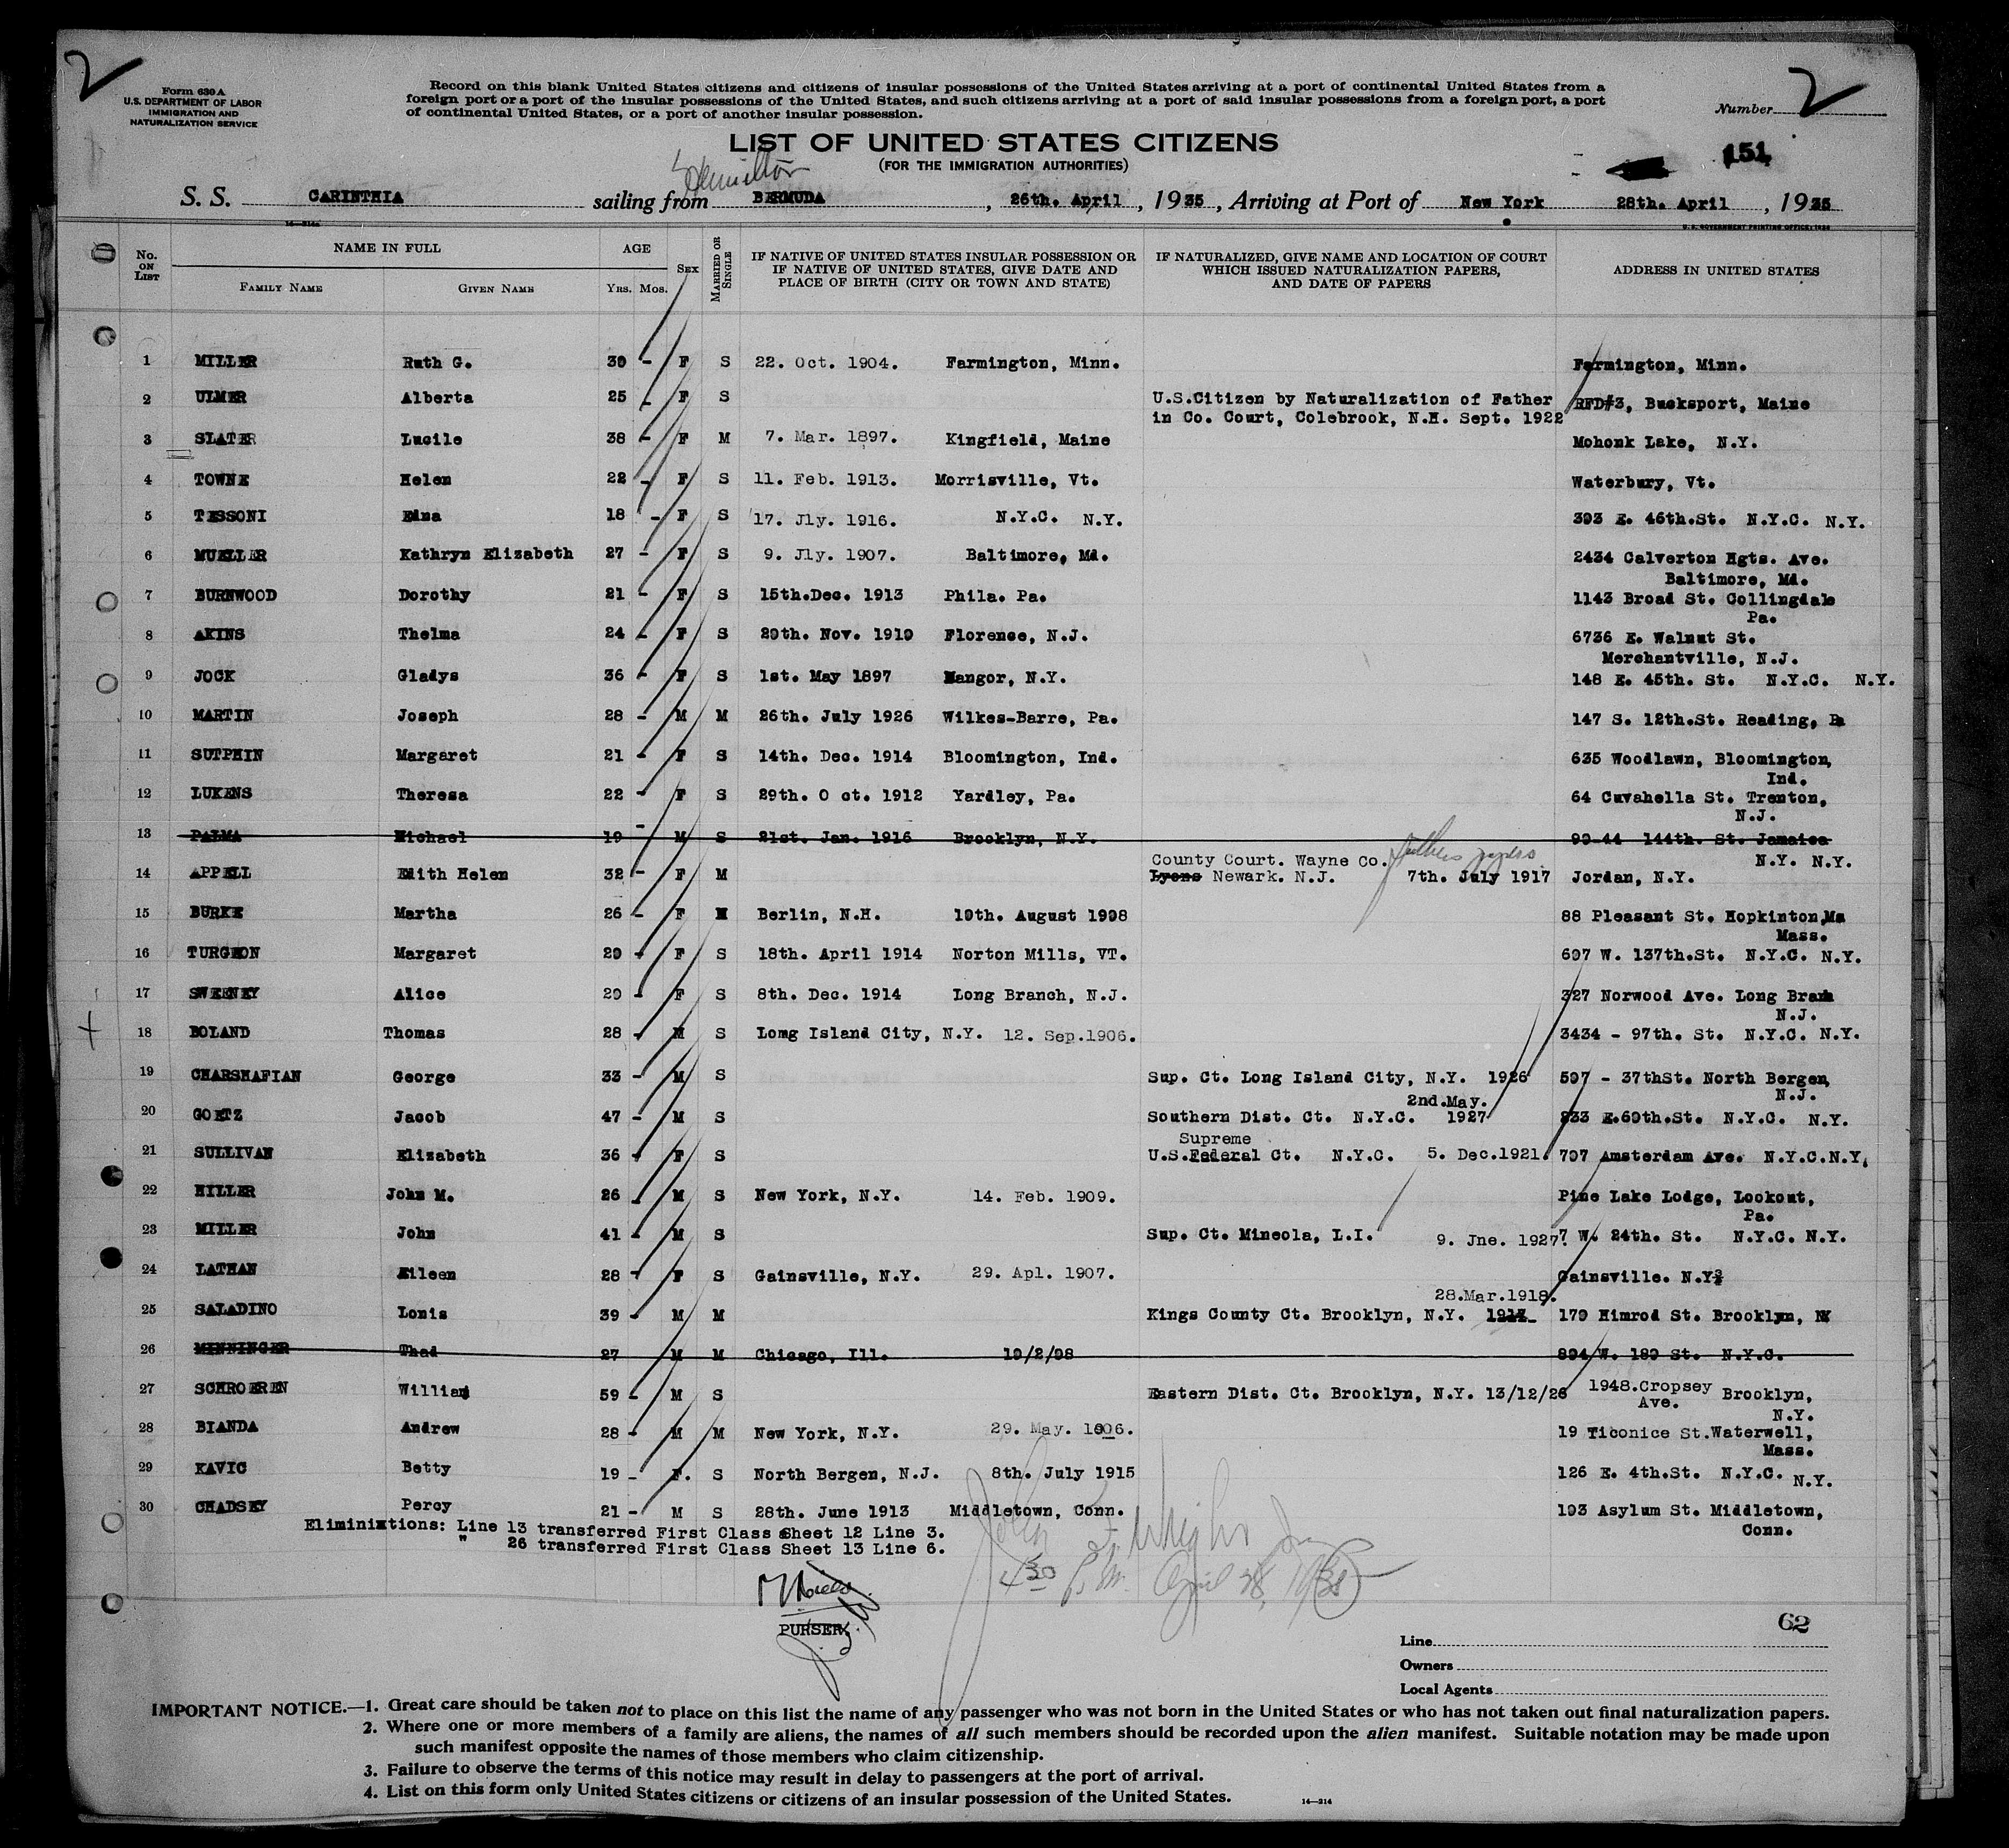 2
2
Form 630 A
U.S. DEPARTMENT OF LABOR
IMMIGRATION AND
NATURALIZATION SERVICE
Record on this blank United States citizens and citizens of insular possessions of the United States arriving at a port of continental United States from a
foreign port or a port of the insular possessions of the United States, and such citizens arriving at a port of said insular possessions from a foreign port, a port
of continental United States, or a port of another insular possession.
Number
LIST OF UNITED STATES CITIZENS
(FOR THE IMMIGRATION AUTHORITIES)
151
Hamilton
S. S. CARINTHIA sailing from BERMUDA, 26th. April, 1935, Arriving at Port of New York 28th. April, 1935
No. ON LIST NAME IN FULL AGE SEX MARRIED OR SINGLE IF NATIVE OF UNITED STATES INSULAR POSSESSION OR IF NATIVE OF UNITED STATES, GIVE DATE AND PLACE OF BIRTH (CITY OR TOWN AND STATE) IF NATURALIZED, GIVE NAME AND LOCATION OF COURT WHICH ISSUED NATURALIZATION PAPERS, AND DATE OF PAPERS ADDRESS IN UNITED STATES
FAMILY NAME GIVEN NAME YRS. MOS.
1 MILLER Ruth G. 30 - F S 22. Oct. 1904. Farmington, Minn. Farmington, Minn.
2 ULMER Alberta 25 - F S U.S.Citizen by Naturalization of Father RFD#3, Bucksport, Maine
in Co. Court, Colebrook, N.H. Sept. 1922
3 SLATER Lucile 38 - F M 7. Mar. 1897. Kingfield, Maine Mohonk Lake, N.Y.
4 TOWNE Helen 22 - F S 11. Feb. 1913. Morrisville, Vt. Waterbury, Vt.
5 TESSONI Edna 18 - F S 17. Jly. 1916. N.Y.C. N.Y. 303 E. 46th.St. N.Y.C. N.Y.
6 MUELLER Kathryn Elizabeth 27 - F S 9. Jly. 1907. Baltimore, Md. 2434 Calverton Hgts. Ave.
Baltimore, Md.
7 BURNWOOD Dorothy 21 - F S 15th.Dec. 1913 Phila. Pa. 1143 Broad St. Collingdale
Pa.
8 AKINS Thelma 24 - F S 29th. Nov. 1910 Florence, N.J. 6736 E. Walnut St.
Merchantville, N.J.
9 JOCK Gladys 36 - F S 1st. May 1897 Bangor, N.Y. 148 E. 45th. St. N.Y.C. N.Y.
10 MARTIN Joseph 28 - M M 26th. July 1926 Wilkes-Barre, Pa. 147 S. 12th.St. Reading, Pa
11 SUTPHIN Margaret 21 - F S 14th. Dec. 1914 Bloomington, Ind. 635 Woodlawn, Bloomington,
Ind.
12 LUKENS Theresa 22 - F S 29th. O ct. 1912 Yardley, Pa. 64 Cuyahella St. Trenton,
N.J.
13 PALMA Michael 19 - M S 21st. Jan. 1916 Brooklyn, N.Y. 90-44 144th. St. Jamaica
N.Y. N.Y.
14 APPELL Edith Helen 32 - F M County Court. Wayne Co. fathers papers
Lyons Newark. N.J. 7th. July 1917 Jordan, N.Y.
15 BURKE Martha 26 - F M Berlin, N.H. 10th. August 1908 88 Pleasant St. Hopkinton,Ma
Mass.
16 TURGEON Margaret 20 - F S 18th. April 1914 Norton Mills, VT. 607 W. 137th.St. N.Y.C. N.Y.
17 SWEENEY Alice 20 - F S 8th. Dec. 1914 Long Branch, N.J. 327 Norwood Ave. Long Branch
N.J.
18 BOLAND Thomas 28 - M S Lomg Island City, N.Y. 12. Sep.1906. 3434 - 97th. St. N.Y.C. N.Y.
19 CHARSHAFIAN George 33 - M S Sup. Ct. Long Island City, N.Y. 1926 507 - 37thSt. North Bergen,
N.J.
20 GOETZ Jacob 47 - M S Southern Dist. Ct. N.Y.C. 2nd.May. 1927 233 E.60th.St. N.Y.C. N.Y.
21 SULLIVAN Elizabeth 36 - F S U.S.Federal Supreme Ct. N.Y.C. 5. Dec.1921. 707 Amsterdam Ave. N.Y.C.N.Y.
22 HILLER John M. 26 - M S New York, N.Y. 14. Feb. 1909. Pine Lake Lodge, Lookout,
Pa.
23 MILLER John 41 - M S Sup. Ct. Mineola, L.I. 9. Jne. 1927. 7 W. 24th. St. N.Y.C. N.Y.
24 LATHAN Eileen 28 - F S Gainsville, N.Y. 29. Apl. 1907. Gainsville. N.Y.
28.Mar.1918.
25 SALADINO Lonis 39 - M M Kings County Ct. Brooklyn, N.Y. 1917 179 Himrod St. Brooklyn, NY
26 MINNINGER Thad 27 M M Chicago, Ill. 10/2/08 804 W. 180 St. N.Y.C.
27 SCHROEREN William 59 - M S Eastern Dist. Ct. Brooklyn, N.Y. 13/12/26 1948.Cropsey Ave. Brooklyn,
N.Y.
28 BIANDA Andrew 28 - M M New York, N.Y. 29. May. 1906. 19 Ticonice St.Waterwell,
Mass.
29 KAVIC Betty 19 - F. S North Bergen, N.J. 8th. July 1915 126 E. 4th.St. N.Y.C. N.Y.
30 CHADSEY Percy 21 - M S 28th. June 1913 Middletown, Conn. 103 Asylum St. Middletown,
Conn.
Eliminixtions: Line 13 transferred First Class Sheet 12 Line 3.
" 26 transferred First Class Sheet 13 Line 6.
John F. Wright Jr
4 30 P.M. April 28, 1935
PURSER.
62
Line
Owners
Local Agents
IMPORTANT NOTICE.—1. Great care should be taken not to place on this list the name of any passenger who was not born in the United States or who has not taken out final naturalization papers.
2. Where one or more members of a family are aliens, the names of all such members should be recorded upon the alien manifest. Suitable notation may be made upon
such manifest opposite the names of those members who claim citizenship.
3. Failure to observe the terms of this notice may result in delay to passengers at the port of arrival.
4. List on this form only United States citizens or citizens of an insular possession of the United States.
14—214